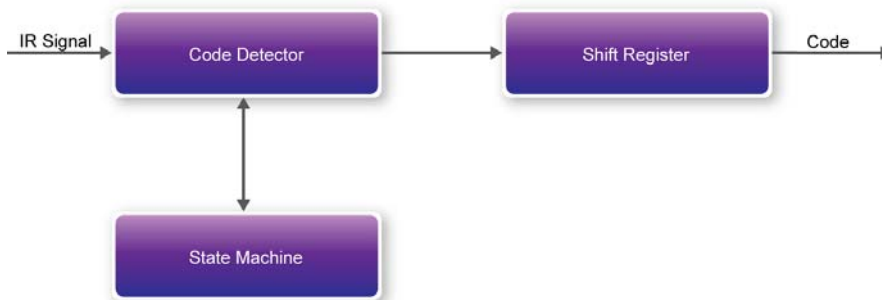 IR Signal
Code Detector
Shift Register
Code
State Machine